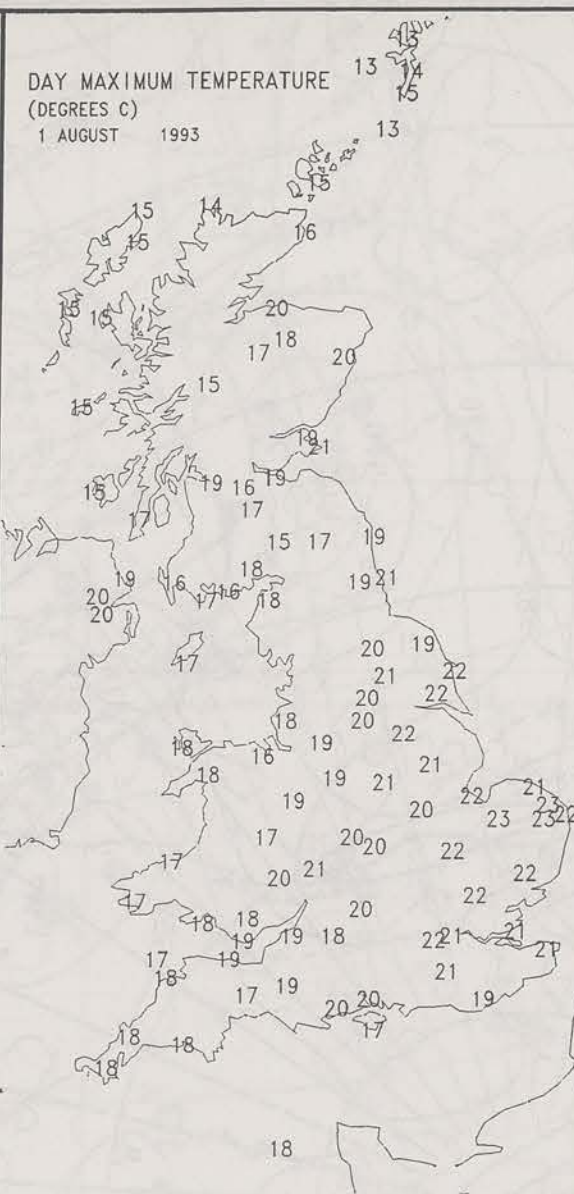 DAY MAXIMUM TEMPERATURE
(DEGREES C)
1 AUGUST 1993
13
13 14
15
13
15
15 14
15 16
15 15 20
18
17 20
15
15
19
21
19 16 19
15 17
17
15 17 19
18
19 16 16 19 21
20 17 18
20
20 19
17 21 22
20 22
18 20
18 19 22
16
18 19 21 21
19 22 21
20 23 23 22
23
17 20 20
22
17 20 21 22
17 22
18 18 20
19 19 18 22 21 21
21
17 19
18 21
17 19 19
20 20
17
18 18
18
18